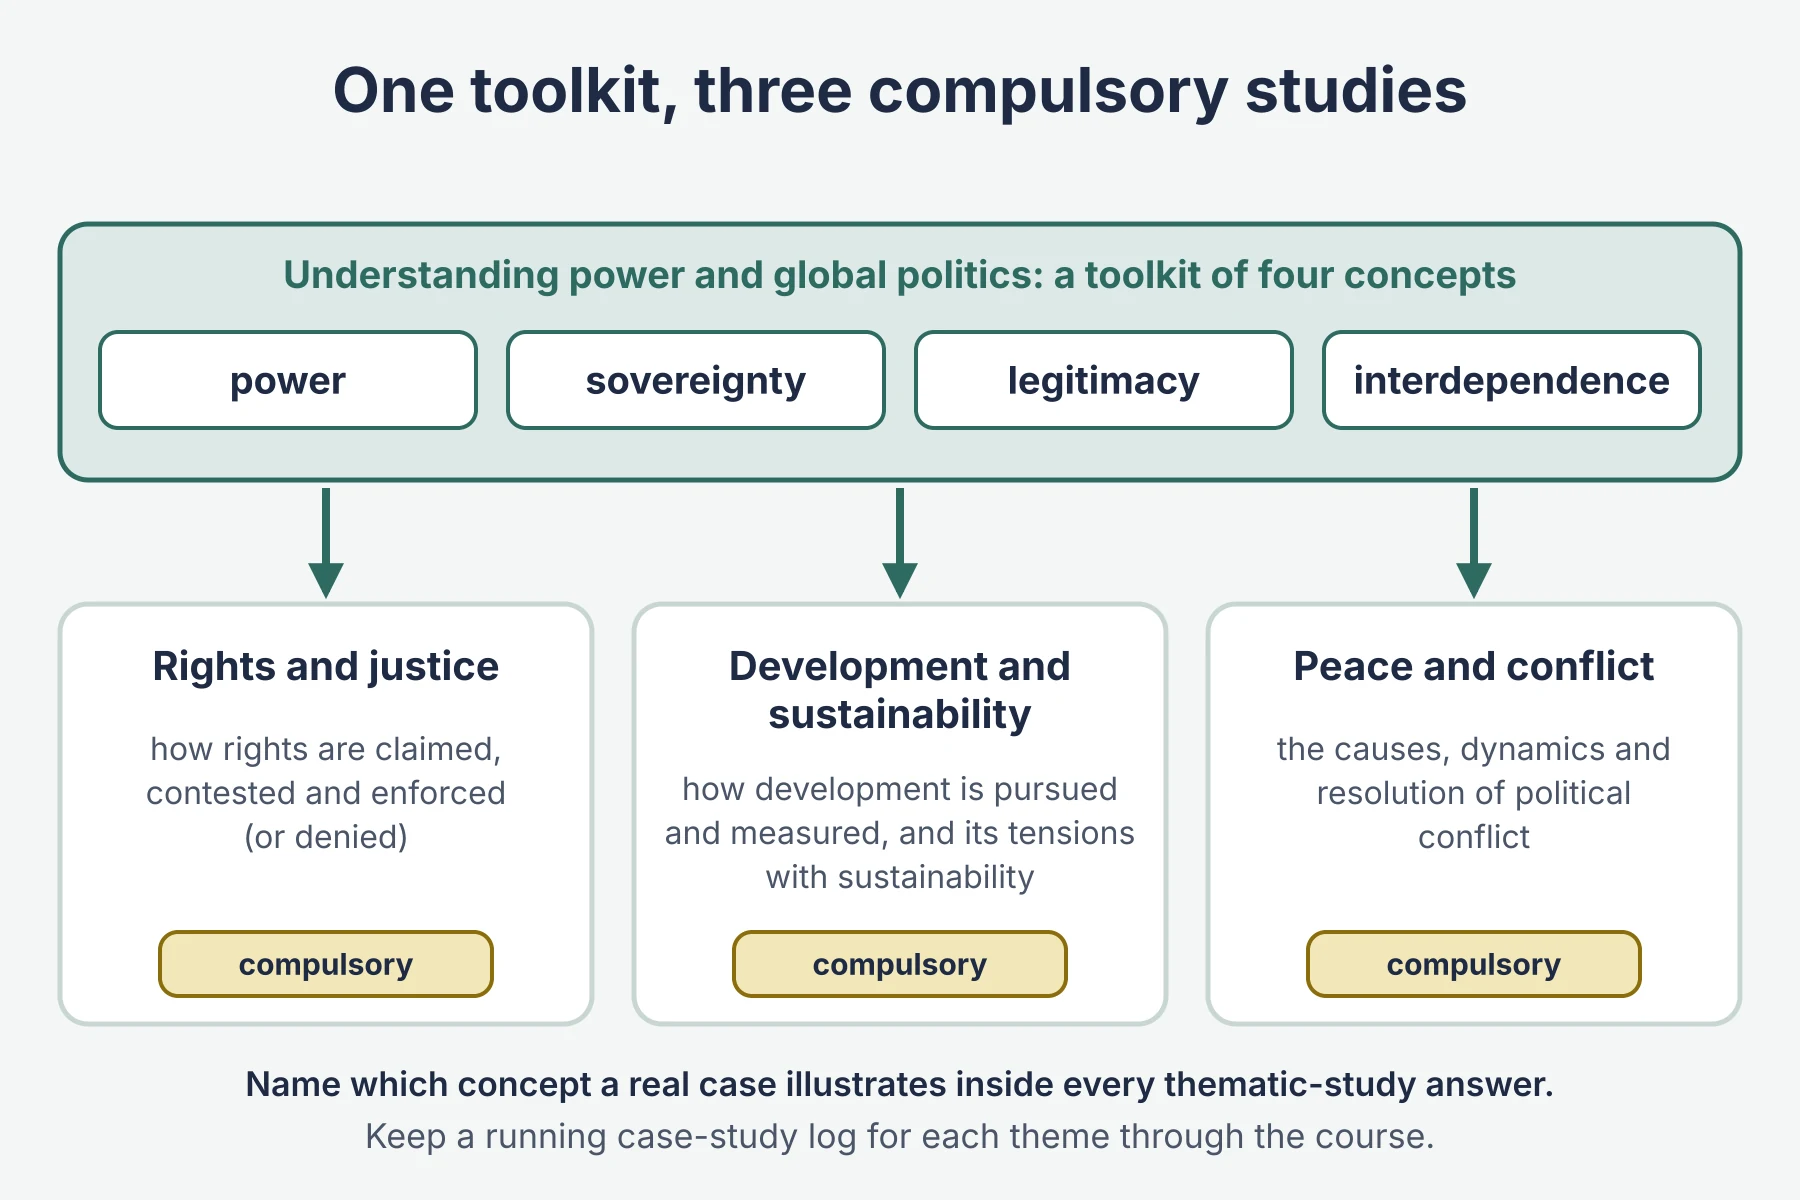 One toolkit, three compulsory studies
Understanding power and global politics: a toolkit of four concepts
power
sovereignty
legitimacy
interdependence
Rights and justice
how rights are claimed,
contested and enforced
(or denied)
compulsory
Development and
sustainability
how development is pursued
and measured, and its tensions
with sustainability
compulsory
Peace and conflict
the causes, dynamics and
resolution of political
conflict
compulsory
Name which concept a real case illustrates inside every thematic-study answer.
Keep a running case-study log for each theme through the course.